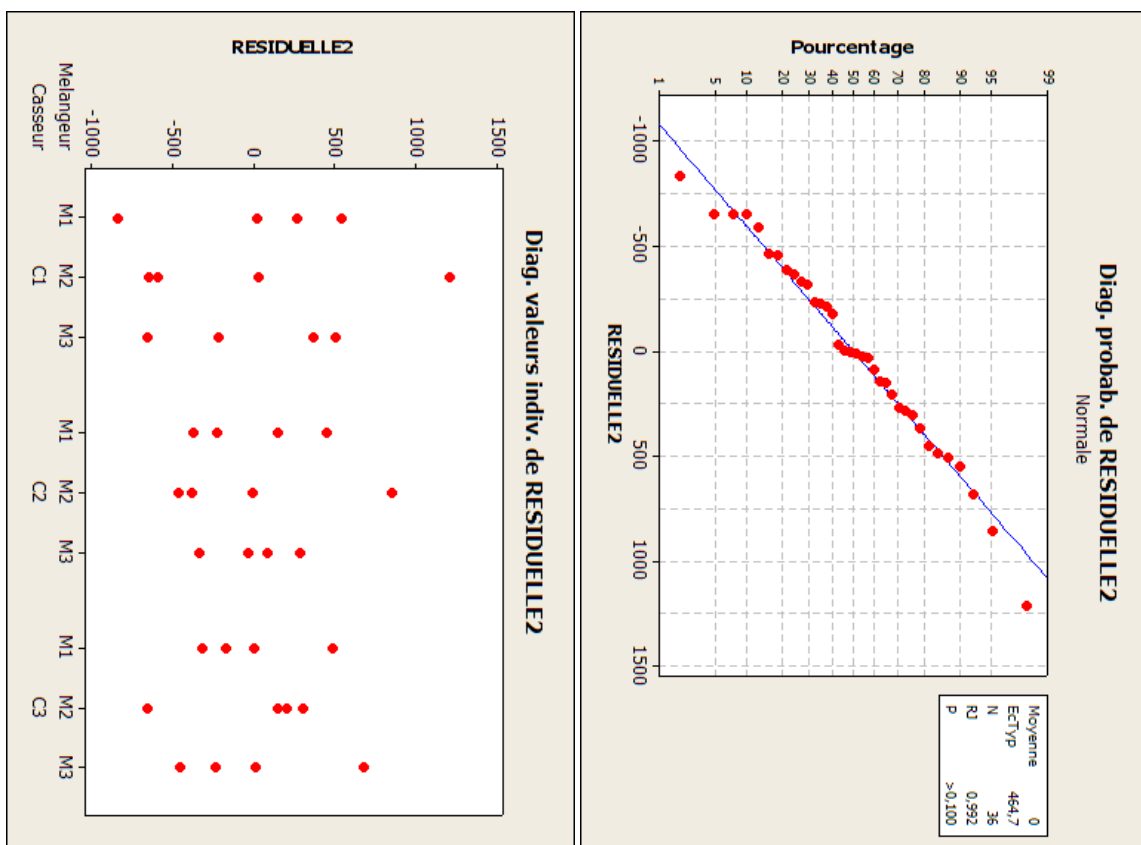 Diag. probab. de RESIDUELLE2
Normale
Moyenne 0
EcTyp 464,7
N 36
RJ 0,992
P >0,100
Pourcentage
99
95
90
80
70
60
50
40
30
20
10
5
1
-1000 -500 0 500 1000 1500
RESIDUELLE2
Diag. valeurs indiv. de RESIDUELLE2
RESIDUELLE2
1500
1000
500
0
-500
-1000
Melangeur M1 M2 M3 M1 M2 M3 M1 M2 M3
Casseur C1 C2 C3